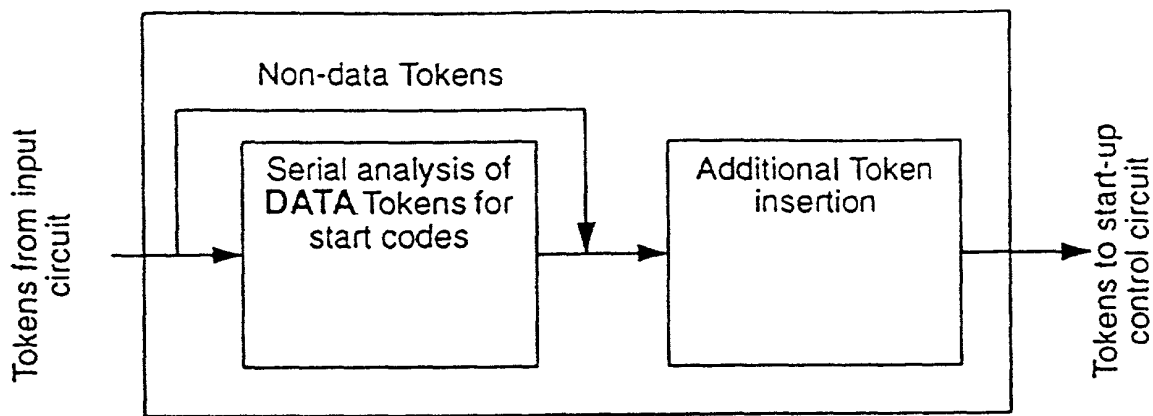 Tokens from input
circuit
Non-data Tokens
Serial analysis of
DATA Tokens for
start codes
Additional Token
insertion
Tokens to start-up
control circuit